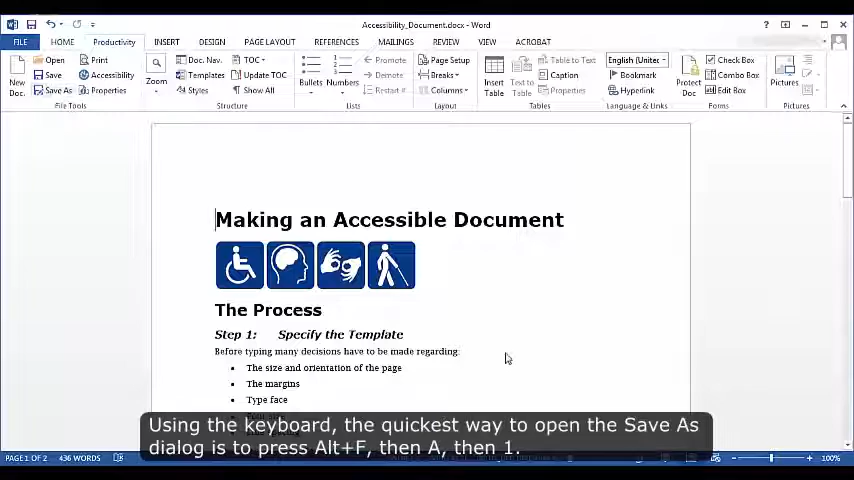 Accessibility_Document.docx - Word
FILE HOME Productivity INSERT DESIGN PAGE LAYOUT REFERENCES MAILINGS REVIEW VIEW ACROBAT
Open Print Doc. Nav. TOC Promote Page Setup Table to Text English (Unite Check Box
Save Accessibility Templates Update TOC Demote Breaks Caption Bookmark Combo Box
Save As Properties Styles Show All Restart # Columns Properties Hyperlink Edit Box
New Doc. Zoom Bullets Numbers Insert Table Protect Doc Pictures
File Tools Structure Lists Layout Tables Language & Links Forms Pictures
Making an Accessible Document
The Process
Step 1: Specify the Template
Before typing many decisions have to be made regarding:
• The size and orientation of the page
• The margins
• Type face
Using the keyboard, the quickest way to open the Save As
dialog is to press Alt+F, then A, then 1.
PAGE 1 OF 2 436 WORDS 100%